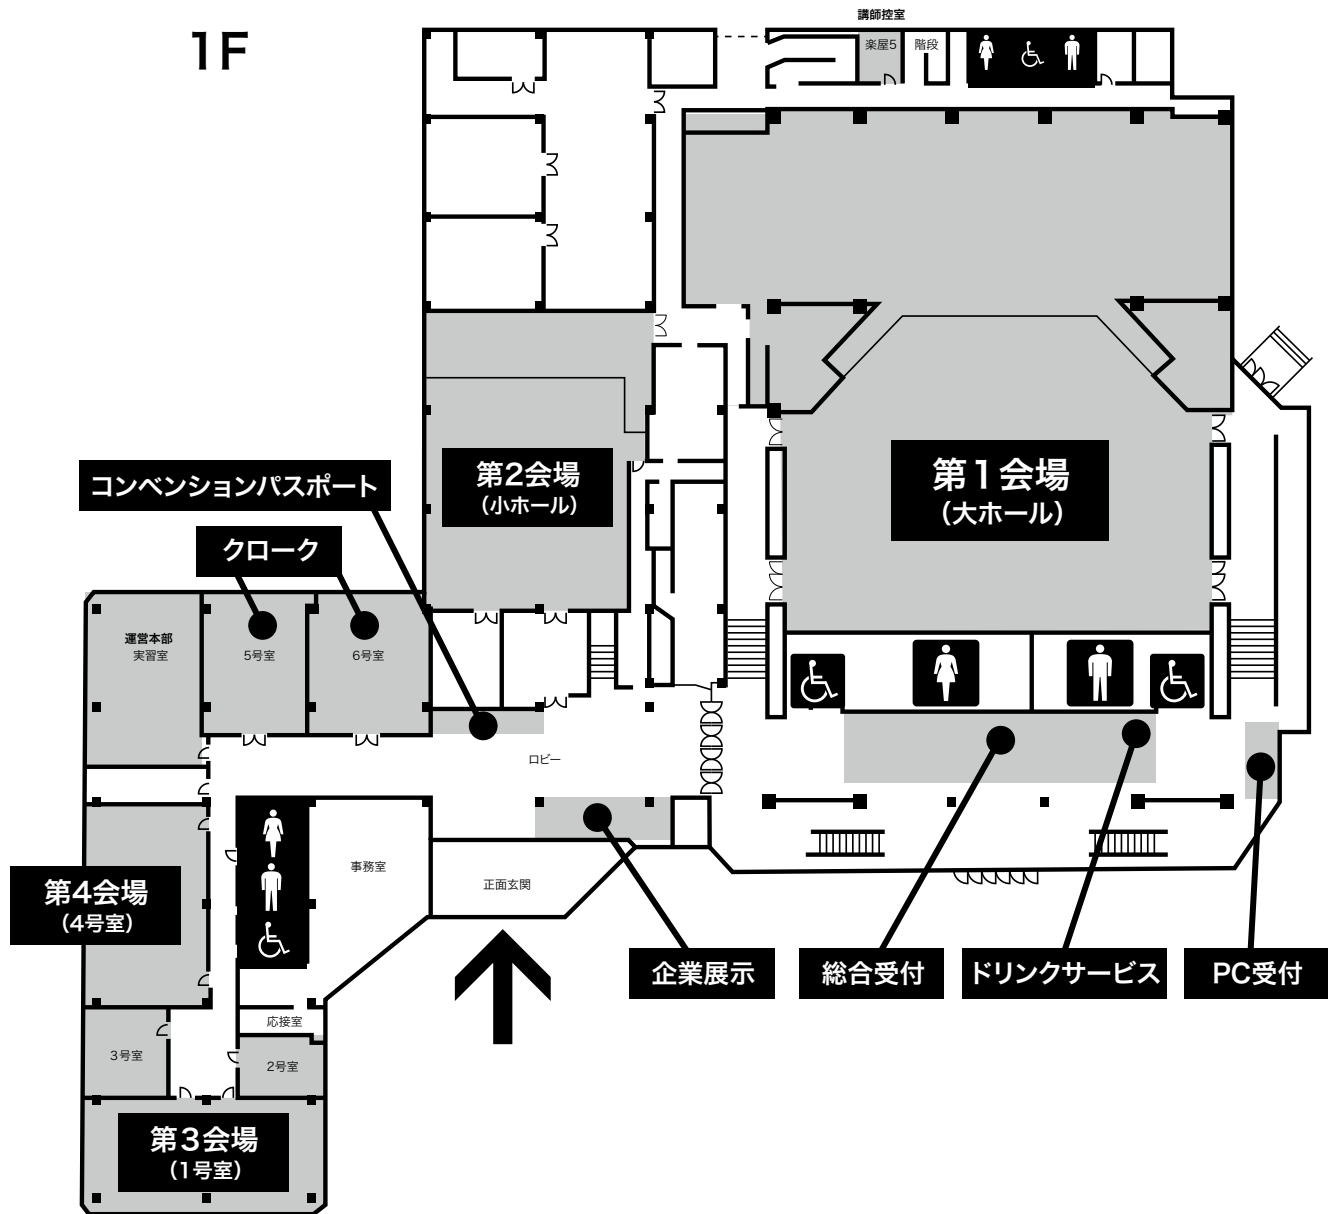 1F
講師控室
楽屋5
階段
コンベンションパスポート
第2会場
（小ホール）
第1会場
（大ホール）
クローク
運営本部
実習室
5号室
6号室
ロビー
第4会場
（4号室）
事務室
正面玄関
企業展示
総合受付
ドリンクサービス
PC受付
応接室
3号室
2号室
第3会場
（1号室）